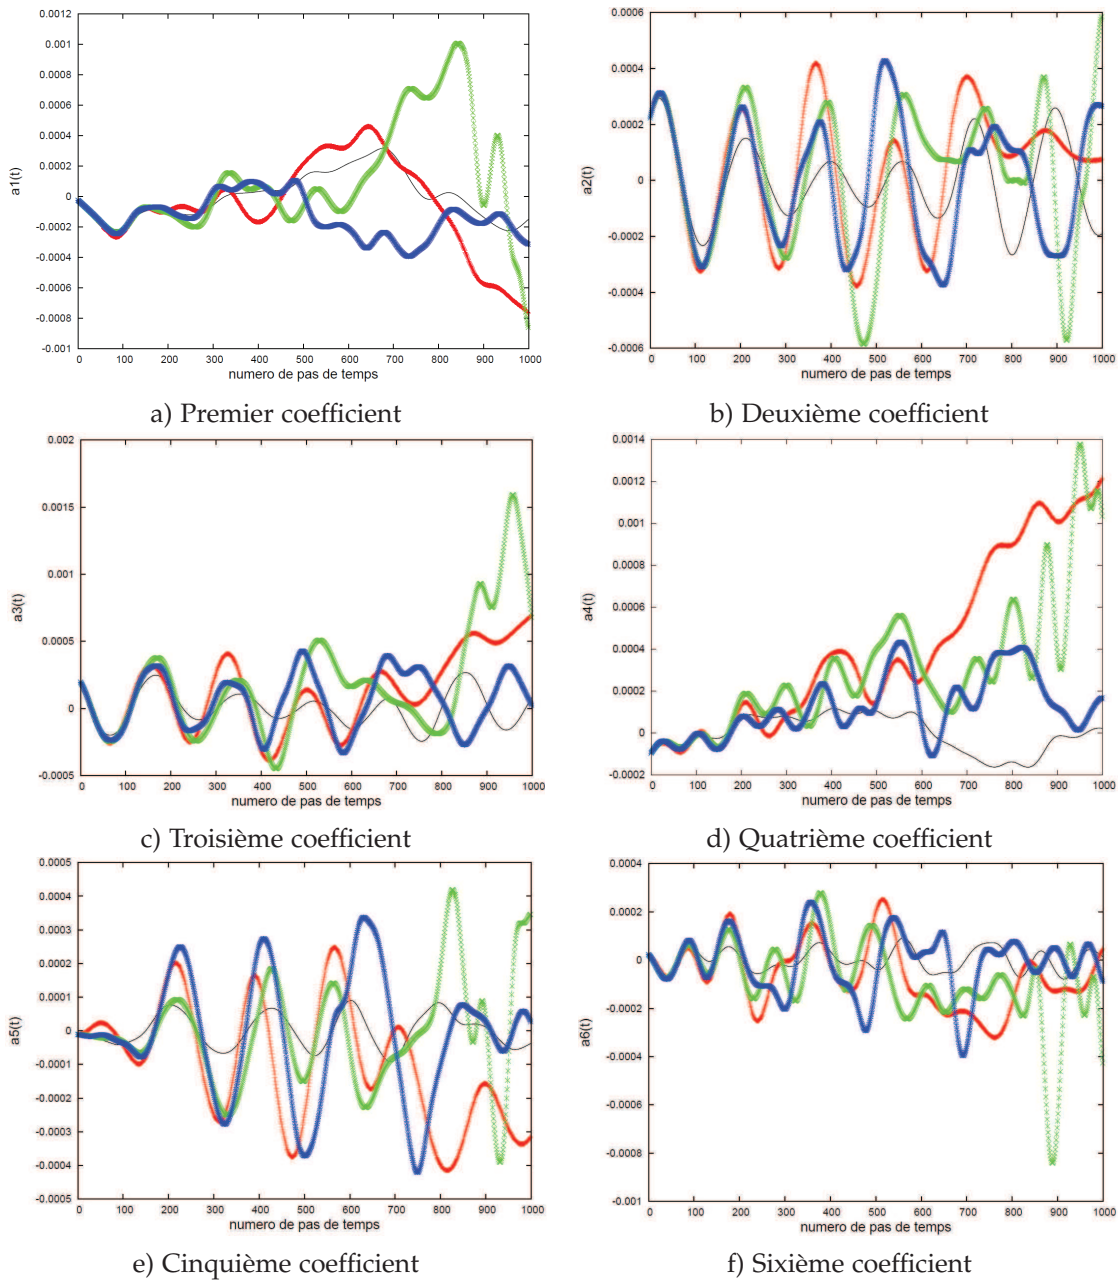 0.0012
0.001
0.0008
0.0006
0.0004
0.0002
0
-0.0002
-0.0004
-0.0006
-0.0008
-0.001
a1(t)
0 100 200 300 400 500 600 700 800 900 1000
numero de pas de temps
a) Premier coefficient
0.0006
0.0004
0.0002
0
-0.0002
-0.0004
-0.0006
a2(t)
0 100 200 300 400 500 600 700 800 900 1000
numero de pas de temps
b) Deuxième coefficient
0.002
0.0015
0.001
0.0005
0
-0.0005
a3(t)
0 100 200 300 400 500 600 700 800 900 1000
numero de pas de temps
c) Troisième coefficient
0.0014
0.0012
0.001
0.0008
0.0006
0.0004
0.0002
0
-0.0002
a4(t)
0 100 200 300 400 500 600 700 800 900 1000
numero de pas de temps
d) Quatrième coefficient
0.0005
0.0004
0.0003
0.0002
0.0001
0
-0.0001
-0.0002
-0.0003
-0.0004
-0.0005
a5(t)
0 100 200 300 400 500 600 700 800 900 1000
numero de pas de temps
e) Cinquième coefficient
0.0004
0.0002
0
-0.0002
-0.0004
-0.0006
-0.0008
-0.001
a6(t)
0 100 200 300 400 500 600 700 800 900 1000
numero de pas de temps
f) Sixième coefficient